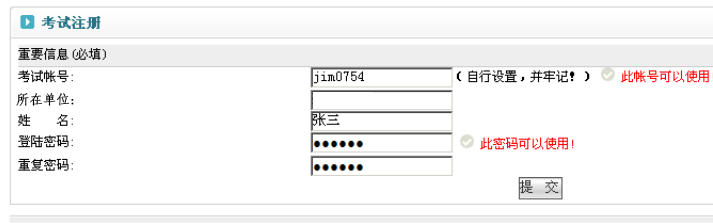 考试注册
重要信息(必填)
考试帐号: jim0754 (自行设置,并牢记!) 此帐号可以使用
所在单位:
姓 名: 张三
登陆密码: ●●●●●● 此密码可以使用!
重复密码: ●●●●●●
提 交